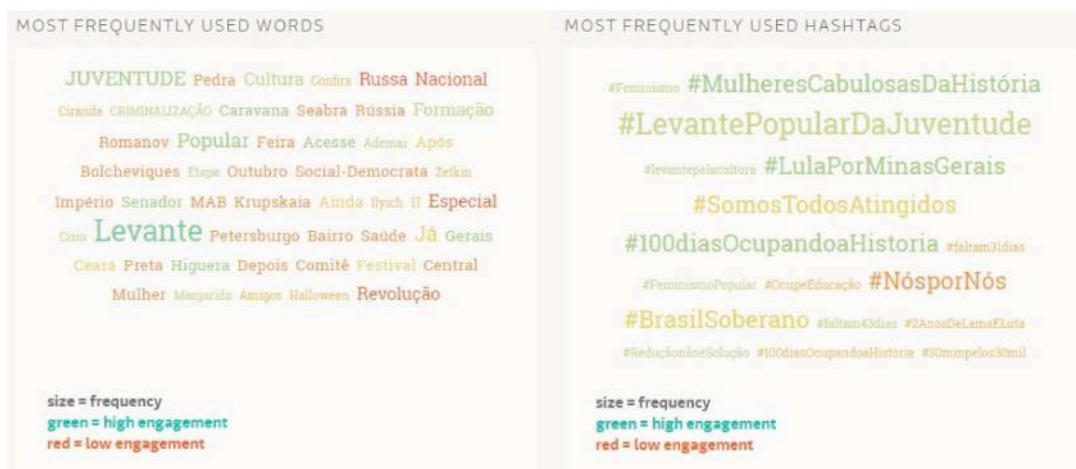 MOST FREQUENTLY USED WORDS
JUVENTUDE Pedra Cultura Confira Russa Nacional
Ciranda CRIMINALIZAÇÃO Caravana Seabra Rússia Formação
Romanov Popular Feira Acesse Ademar Após
Bolcheviques Etapa Outubro Social-Democrata Zetkin
Império Senador MAB Krupskaia Ainda Ilyich II Especial
Cirio Levante Petersburgo Bairro Saúde Já Gerais
Ceará Preta Higuera Depois Comitê Festival Central
Mulher Margarida Amigos Halloween Revolução
size = frequency
green = high engagement
red = low engagement
MOST FREQUENTLY USED HASHTAGS
#Feminismo #MulheresCabulosasDaHistória
#LevantePopularDaJuventude
#levantepelacultura #LulaPorMinasGerais
#SomosTodosAtingidos
#100diasOcupandoaHistoria #faltam31dias
#FeminismoPopular #OcupeEducação #NósporNós
#BrasilSoberano #faltam43dias #2AnosDeLamaELuta
#ReduçãonãoéSolução #100diasOcupandoaHistória #30minpelos30mil
size = frequency
green = high engagement
red = low engagement